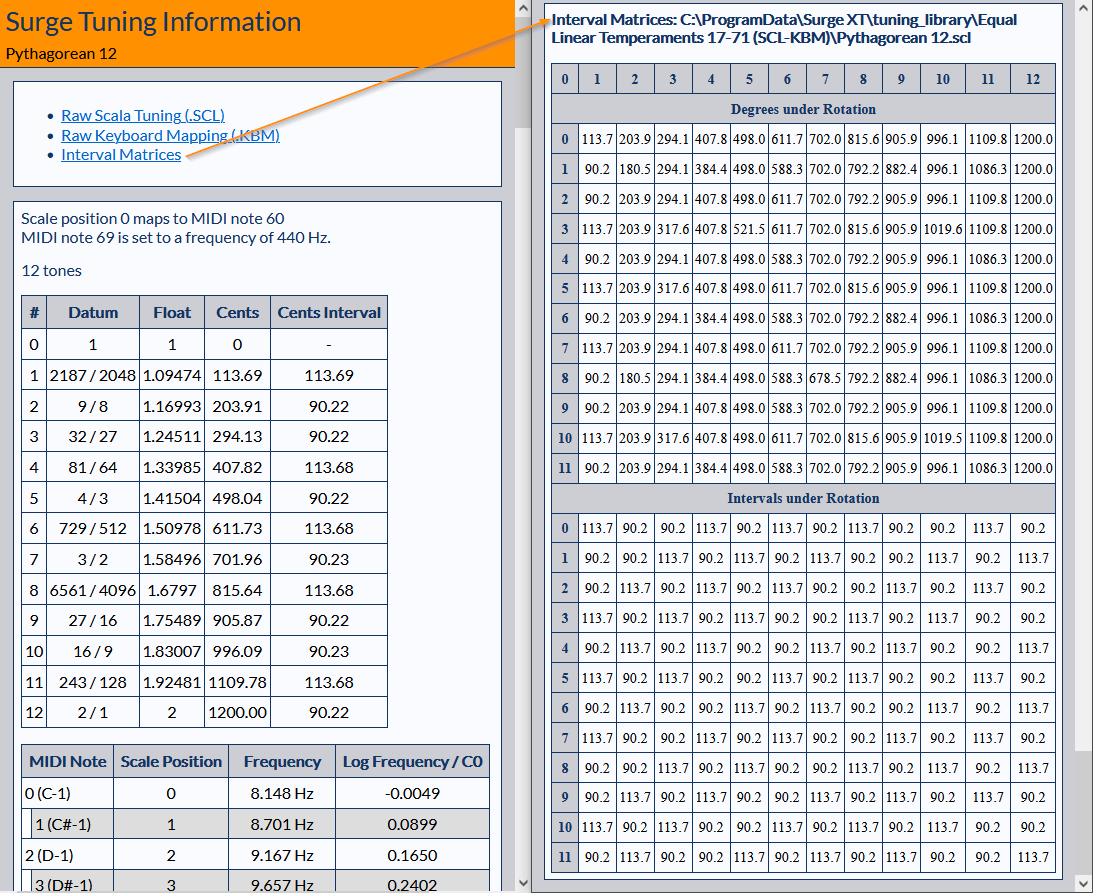 Surge Tuning Information
Pythagorean 12
Raw Scala Tuning (.SCL)
Raw Keyboard Mapping (.KBM)
Interval Matrices
Scale position 0 maps to MIDI note 60
MIDI note 69 is set to a frequency of 440 Hz.
12 tones
# Datum Float Cents Cents Interval
0 1 1 0 -
1 2187 / 2048 1.09474 113.69 113.69
2 9 / 8 1.16993 203.91 90.22
3 32 / 27 1.24511 294.13 90.22
4 81 / 64 1.33985 407.82 113.68
5 4 / 3 1.41504 498.04 90.22
6 729 / 512 1.50978 611.73 113.68
7 3 / 2 1.58496 701.96 90.23
8 6561 / 4096 1.6797 815.64 113.68
9 27 / 16 1.75489 905.87 90.22
10 16 / 9 1.83007 996.09 90.23
11 243 / 128 1.92481 1109.78 113.68
12 2 / 1 2 1200.00 90.22
MIDI Note Scale Position Frequency Log Frequency / C0
0 (C-1) 0 8.148 Hz -0.0049
1 (C#-1) 1 8.701 Hz 0.0899
2 (D-1) 2 9.167 Hz 0.1650
3 (D#-1) 3 9.657 Hz 0.2402
Interval Matrices: C:\ProgramData\Surge XT\tuning_library\Equal
Linear Temperaments 17-71 (SCL-KBM)\Pythagorean 12.scl
0 1 2 3 4 5 6 7 8 9 10 11 12
Degrees under Rotation
0 113.7 203.9 294.1 407.8 498.0 611.7 702.0 815.6 905.9 996.1 1109.8 1200.0
1 90.2 180.5 294.1 384.4 498.0 588.3 702.0 792.2 882.4 996.1 1086.3 1200.0
2 90.2 203.9 294.1 407.8 498.0 611.7 702.0 792.2 905.9 996.1 1109.8 1200.0
3 113.7 203.9 317.6 407.8 521.5 611.7 702.0 815.6 905.9 1019.6 1109.8 1200.0
4 90.2 203.9 294.1 407.8 498.0 588.3 702.0 792.2 905.9 996.1 1086.3 1200.0
5 113.7 203.9 317.6 407.8 498.0 611.7 702.0 815.6 905.9 996.1 1109.8 1200.0
6 90.2 203.9 294.1 384.4 498.0 588.3 702.0 792.2 882.4 996.1 1086.3 1200.0
7 113.7 203.9 294.1 407.8 498.0 611.7 702.0 792.2 905.9 996.1 1109.8 1200.0
8 90.2 180.5 294.1 384.4 498.0 588.3 678.5 792.2 882.4 996.1 1086.3 1200.0
9 90.2 203.9 294.1 407.8 498.0 588.3 702.0 792.2 905.9 996.1 1109.8 1200.0
10 113.7 203.9 317.6 407.8 498.0 611.7 702.0 815.6 905.9 1019.5 1109.8 1200.0
11 90.2 203.9 294.1 384.4 498.0 588.3 702.0 792.2 905.9 996.1 1086.3 1200.0
Intervals under Rotation
0 113.7 90.2 90.2 113.7 90.2 113.7 90.2 113.7 90.2 90.2 113.7 90.2
1 90.2 90.2 113.7 90.2 113.7 90.2 113.7 90.2 90.2 113.7 90.2 113.7
2 90.2 113.7 90.2 113.7 90.2 113.7 90.2 90.2 113.7 90.2 113.7 90.2
3 113.7 90.2 113.7 90.2 113.7 90.2 90.2 113.7 90.2 113.7 90.2 90.2
4 90.2 113.7 90.2 113.7 90.2 90.2 113.7 90.2 113.7 90.2 90.2 113.7
5 113.7 90.2 113.7 90.2 90.2 113.7 90.2 113.7 90.2 90.2 113.7 90.2
6 90.2 113.7 90.2 90.2 113.7 90.2 113.7 90.2 90.2 113.7 90.2 113.7
7 113.7 90.2 90.2 113.7 90.2 113.7 90.2 90.2 113.7 90.2 113.7 90.2
8 90.2 90.2 113.7 90.2 113.7 90.2 90.2 113.7 90.2 113.7 90.2 113.7
9 90.2 113.7 90.2 113.7 90.2 90.2 113.7 90.2 113.7 90.2 113.7 90.2
10 113.7 90.2 113.7 90.2 90.2 113.7 90.2 113.7 90.2 113.7 90.2 90.2
11 90.2 113.7 90.2 90.2 113.7 90.2 113.7 90.2 113.7 90.2 90.2 113.7